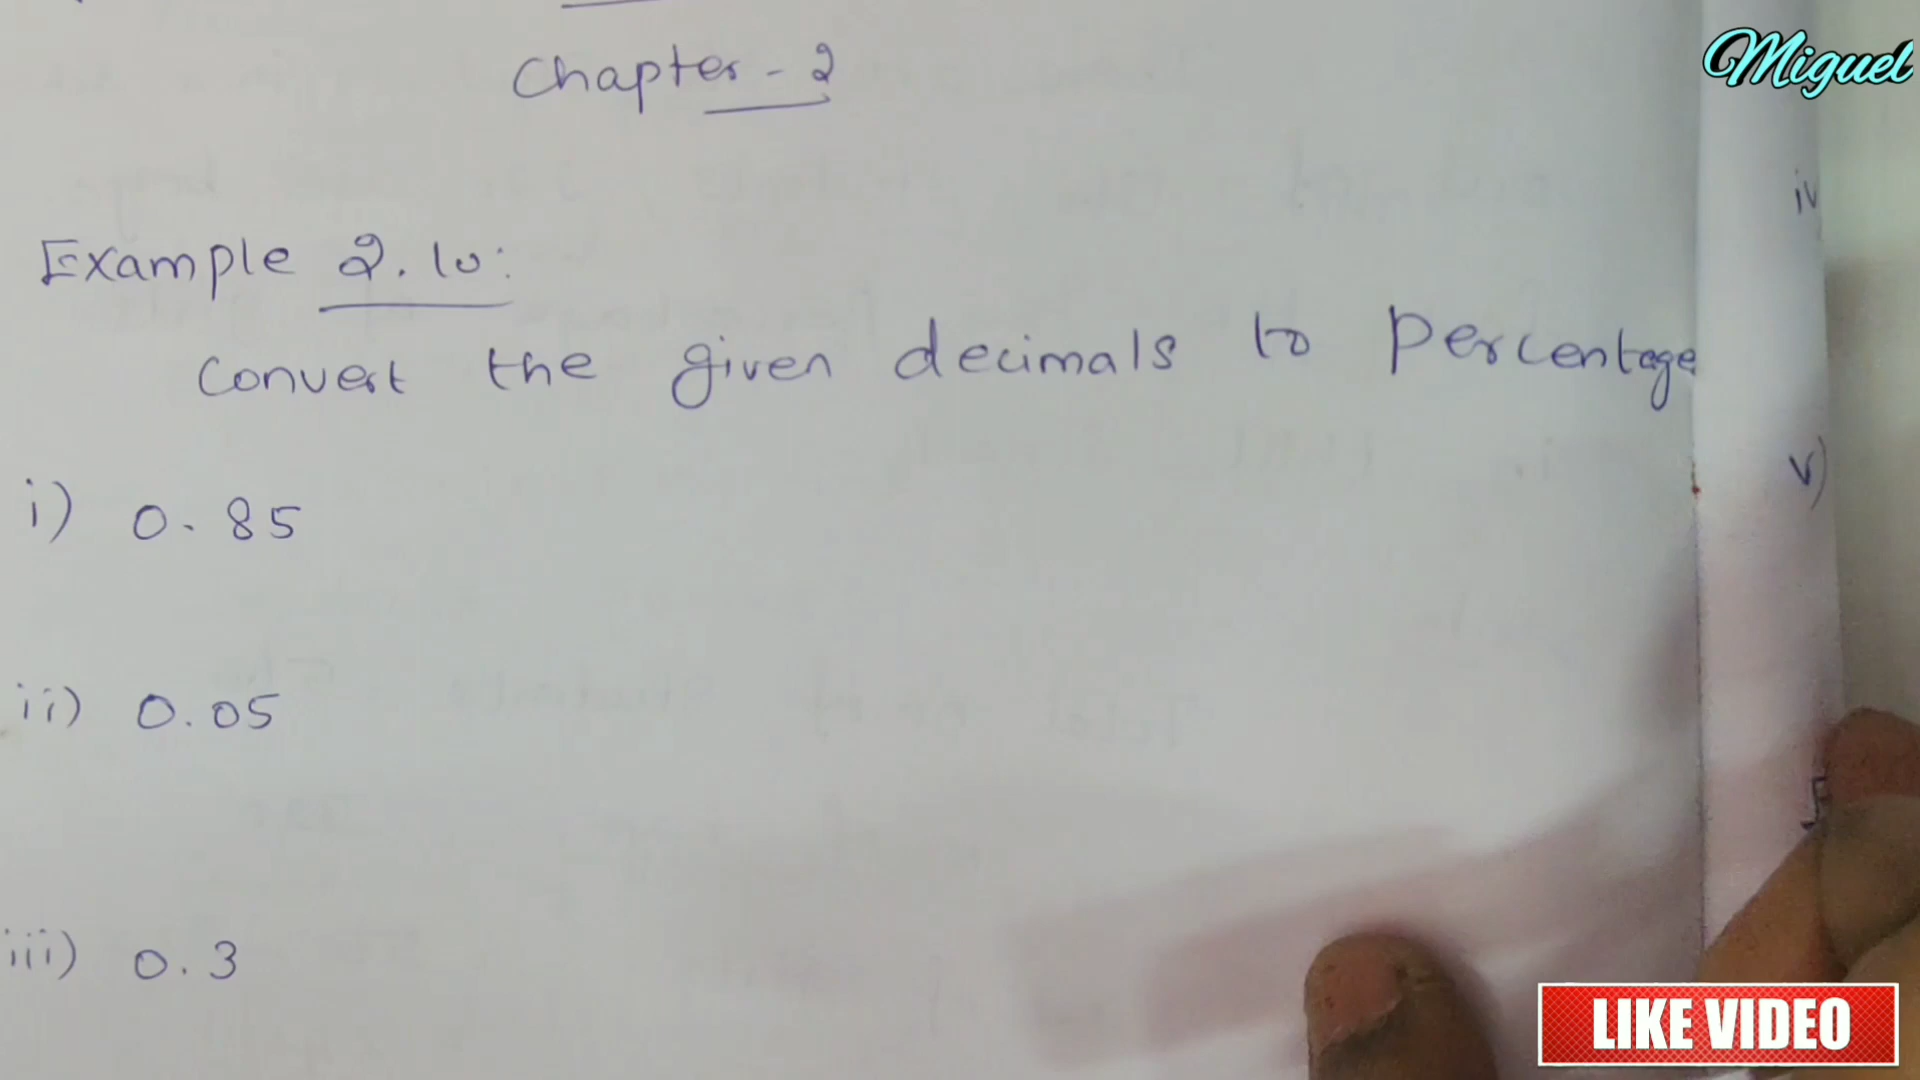 Chapter - 2
Miguel
Example 2.10:
Convert the given decimals to Percentage
i) 0.85
ii) 0.05
iii) 0.3
iv
v)
LIKE VIDEO